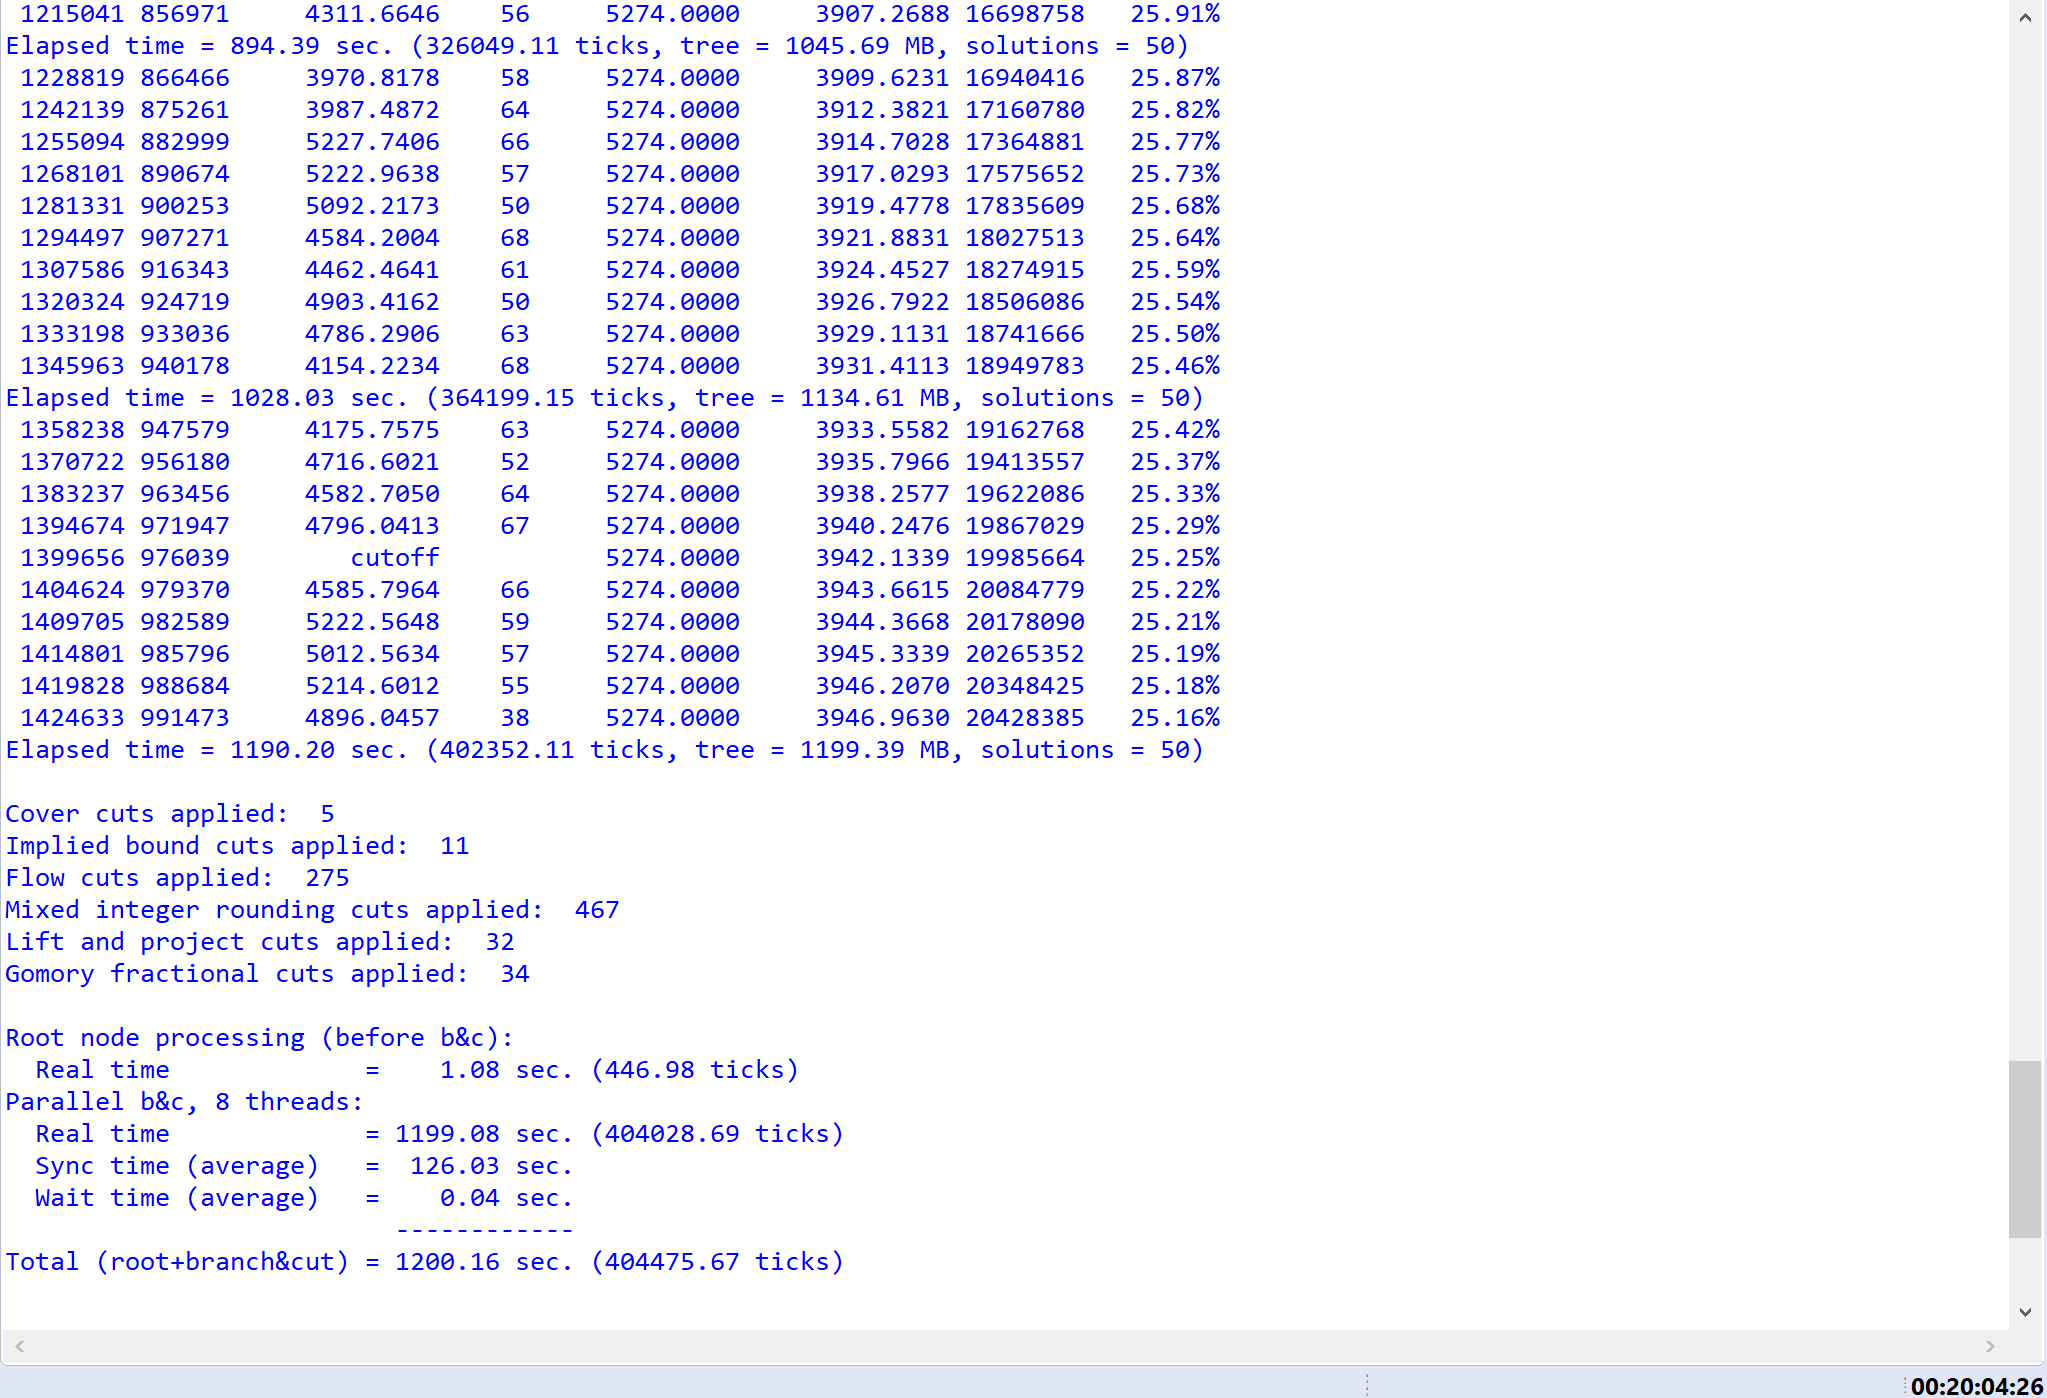 1215041 856971     4311.6646    56     5274.0000     3907.2688 16698758   25.91%
Elapsed time = 894.39 sec. (326049.11 ticks, tree = 1045.69 MB, solutions = 50)
1228819 866466     3970.8178    58     5274.0000     3909.6231 16940416   25.87%
1242139 875261     3987.4872    64     5274.0000     3912.3821 17160780   25.82%
1255094 882999     5227.7406    66     5274.0000     3914.7028 17364881   25.77%
1268101 890674     5222.9638    57     5274.0000     3917.0293 17575652   25.73%
1281331 900253     5092.2173    50     5274.0000     3919.4778 17835609   25.68%
1294497 907271     4584.2004    68     5274.0000     3921.8831 18027513   25.64%
1307586 916343     4462.4641    61     5274.0000     3924.4527 18274915   25.59%
1320324 924719     4903.4162    50     5274.0000     3926.7922 18506086   25.54%
1333198 933036     4786.2906    63     5274.0000     3929.1131 18741666   25.50%
1345963 940178     4154.2234    68     5274.0000     3931.4113 18949783   25.46%
Elapsed time = 1028.03 sec. (364199.15 ticks, tree = 1134.61 MB, solutions = 50)
1358238 947579     4175.7575    63     5274.0000     3933.5582 19162768   25.42%
1370722 956180     4716.6021    52     5274.0000     3935.7966 19413557   25.37%
1383237 963456     4582.7050    64     5274.0000     3938.2577 19622086   25.33%
1394674 971947     4796.0413    67     5274.0000     3940.2476 19867029   25.29%
1399656 976039        cutoff           5274.0000     3942.1339 19985664   25.25%
1404624 979370     4585.7964    66     5274.0000     3943.6615 20084779   25.22%
1409705 982589     5222.5648    59     5274.0000     3944.3668 20178090   25.21%
1414801 985796     5012.5634    57     5274.0000     3945.3339 20265352   25.19%
1419828 988684     5214.6012    55     5274.0000     3946.2070 20348425   25.18%
1424633 991473     4896.0457    38     5274.0000     3946.9630 20428385   25.16%
Elapsed time = 1190.20 sec. (402352.11 ticks, tree = 1199.39 MB, solutions = 50)
Cover cuts applied:  5
Implied bound cuts applied:  11
Flow cuts applied:  275
Mixed integer rounding cuts applied:  467
Lift and project cuts applied:  32
Gomory fractional cuts applied:  34
Root node processing (before b&c):
  Real time             =    1.08 sec. (446.98 ticks)
Parallel b&c, 8 threads:
  Real time             = 1199.08 sec. (404028.69 ticks)
  Sync time (average)   =  126.03 sec.
  Wait time (average)   =    0.04 sec.
                          ------------
Total (root+branch&cut) = 1200.16 sec. (404475.67 ticks)
00:20:04:26